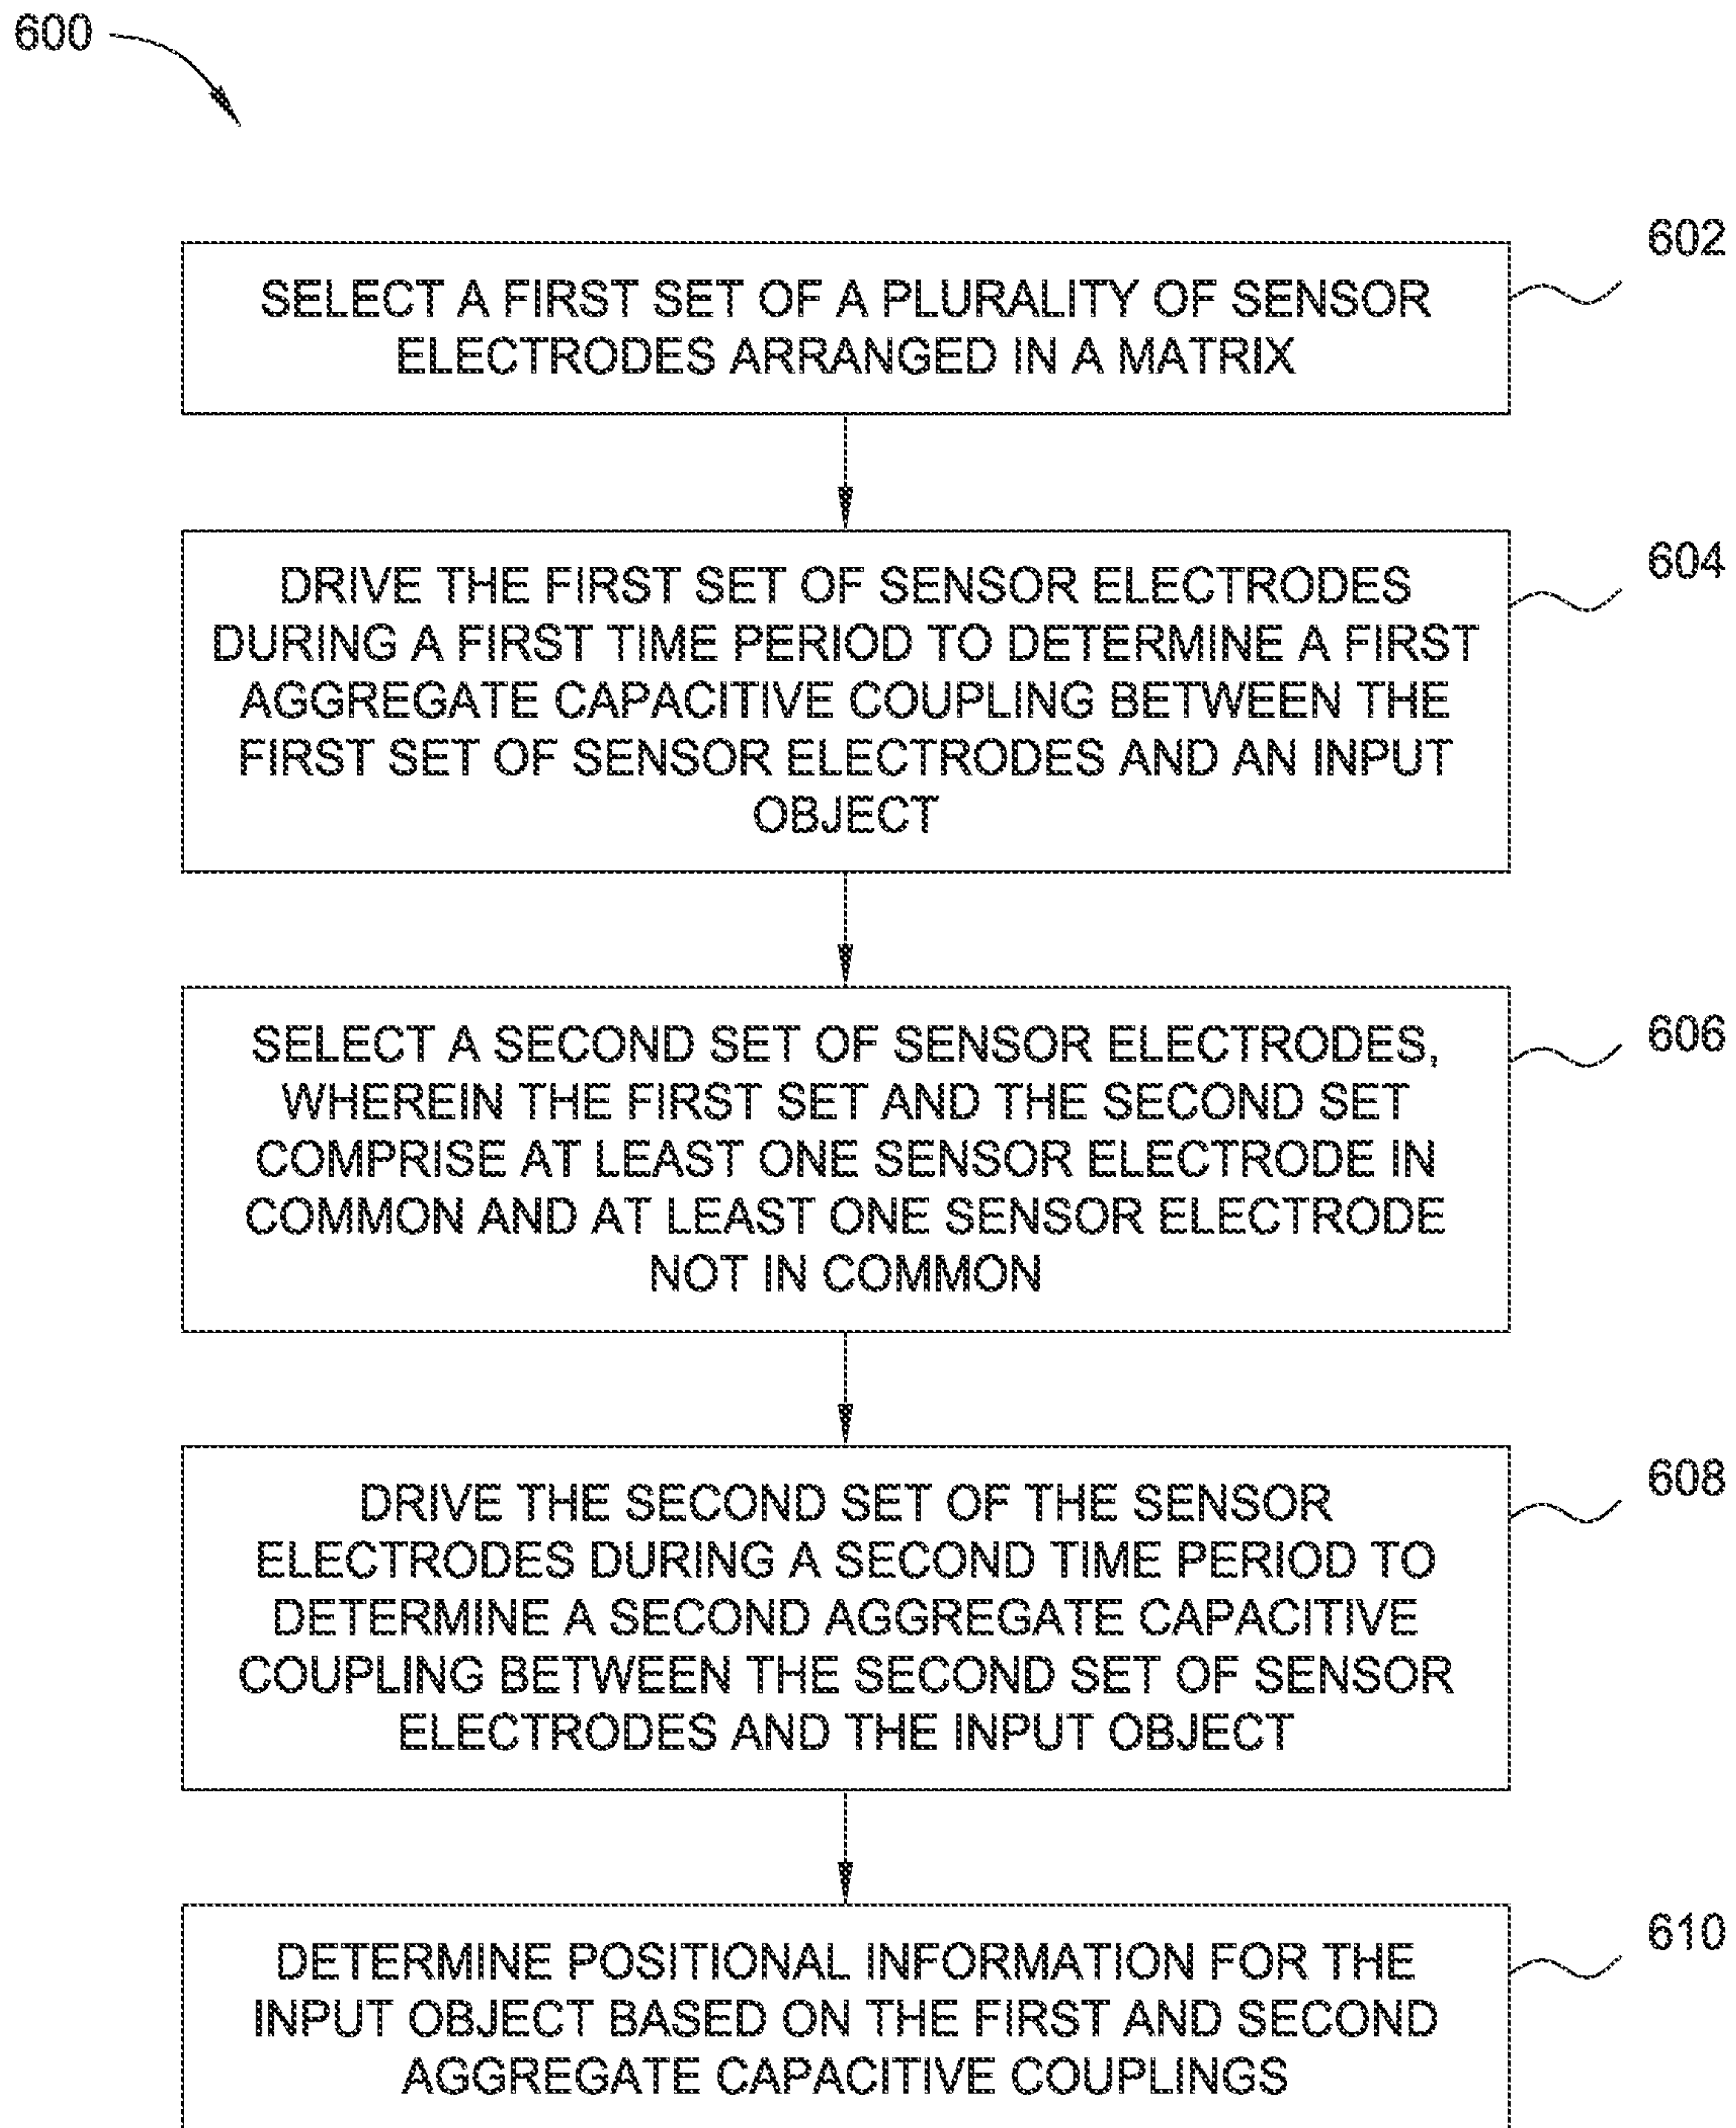 600
602
SELECT A FIRST SET OF A PLURALITY OF SENSOR
ELECTRODES ARRANGED IN A MATRIX
604
DRIVE THE FIRST SET OF SENSOR ELECTRODES
DURING A FIRST TIME PERIOD TO DETERMINE A FIRST
AGGREGATE CAPACITIVE COUPLING BETWEEN THE
FIRST SET OF SENSOR ELECTRODES AND AN INPUT
OBJECT
606
SELECT A SECOND SET OF SENSOR ELECTRODES,
WHEREIN THE FIRST SET AND THE SECOND SET
COMPRISE AT LEAST ONE SENSOR ELECTRODE IN
COMMON AND AT LEAST ONE SENSOR ELECTRODE
NOT IN COMMON
608
DRIVE THE SECOND SET OF THE SENSOR
ELECTRODES DURING A SECOND TIME PERIOD TO
DETERMINE A SECOND AGGREGATE CAPACITIVE
COUPLING BETWEEN THE SECOND SET OF SENSOR
ELECTRODES AND THE INPUT OBJECT
610
DETERMINE POSITIONAL INFORMATION FOR THE
INPUT OBJECT BASED ON THE FIRST AND SECOND
AGGREGATE CAPACITIVE COUPLINGS